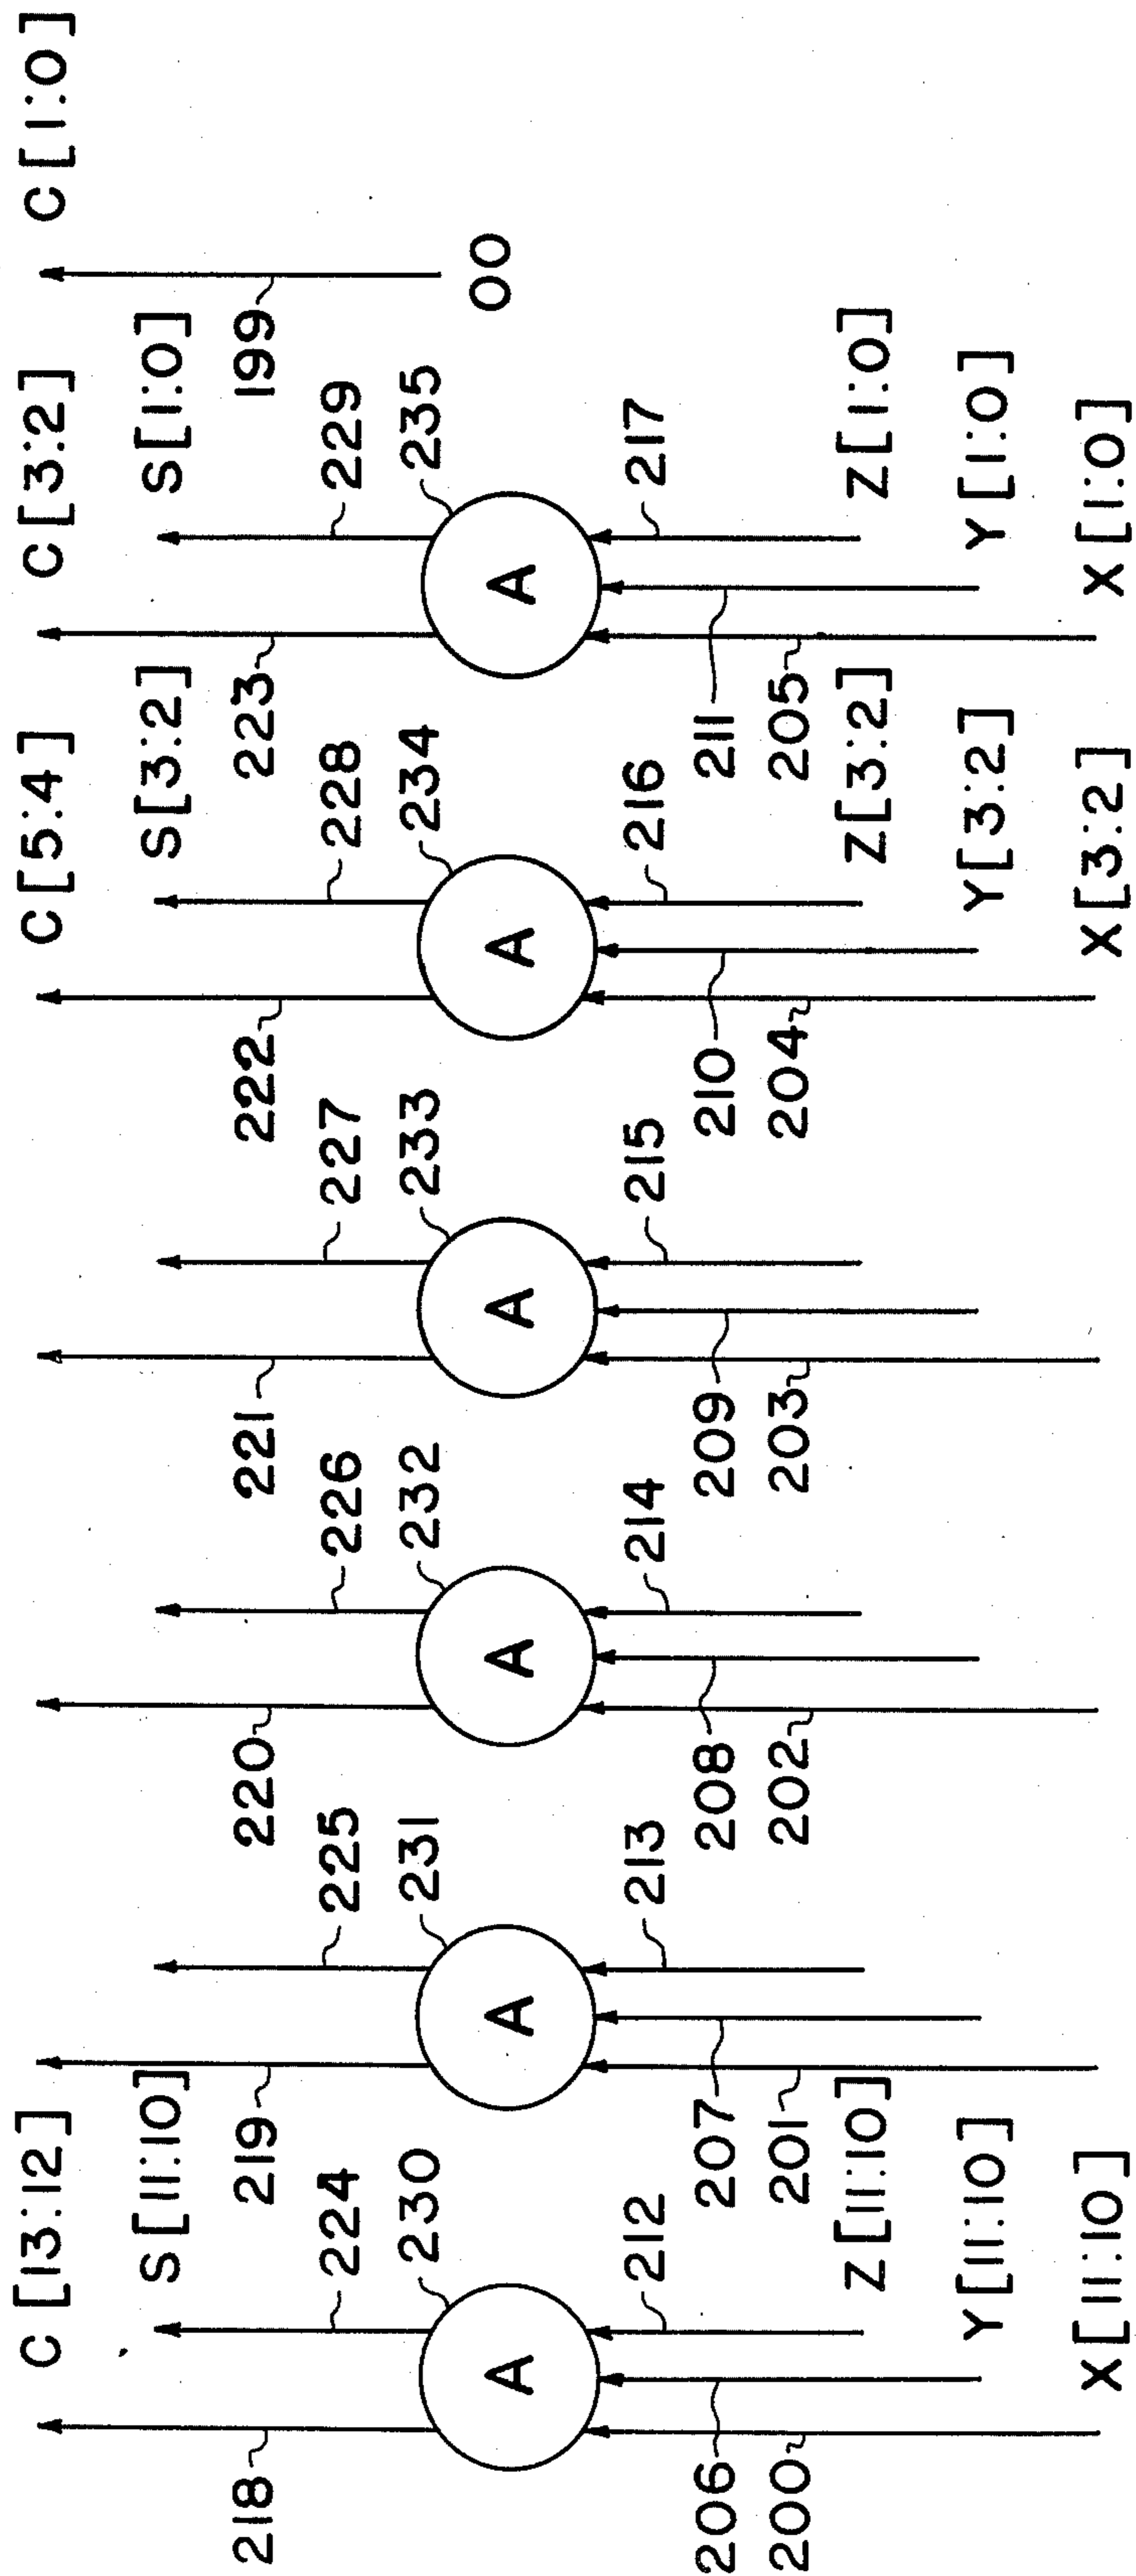 C [13:12] C [5:4] C [3:2] C [1:0]
S [11:10] S [3:2] S [1:0]
218 219 220 221 222 223 199
224 225 226 227 228 229
230 231 232 233 234 235
A A A A A A 00
212 213 214 215 216 217
206 207 208 209 210 211
200 201 202 203 204 205
Z [11:10] Z [3:2] Z [1:0]
Y [11:10] Y [3:2] Y [1:0]
X [11:10] X [3:2] X [1:0]